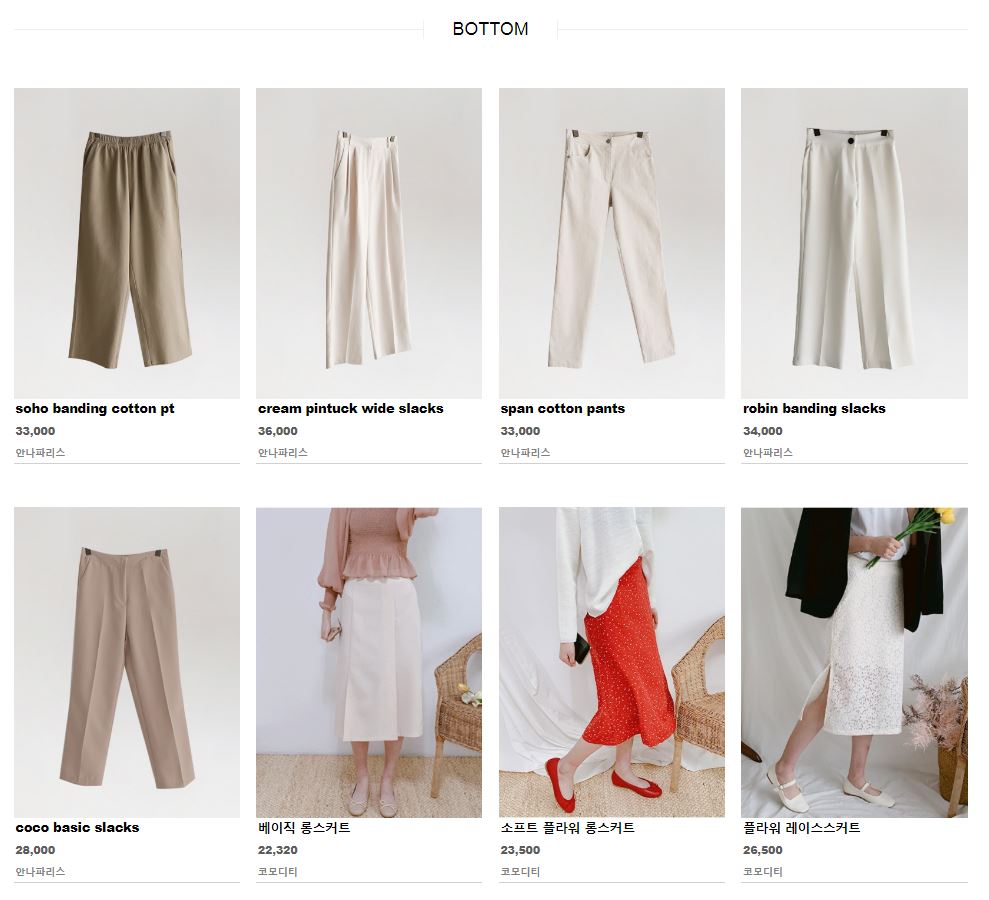 BOTTOM
soho banding cotton pt
33,000
안나파리스
cream pintuck wide slacks
36,000
안나파리스
span cotton pants
33,000
안나파리스
robin banding slacks
34,000
안나파리스
coco basic slacks
28,000
안나파리스
베이직 롱스커트
22,320
코모디티
소프트 플라워 롱스커트
23,500
코모디티
플라워 레이스스커트
26,500
코모디티